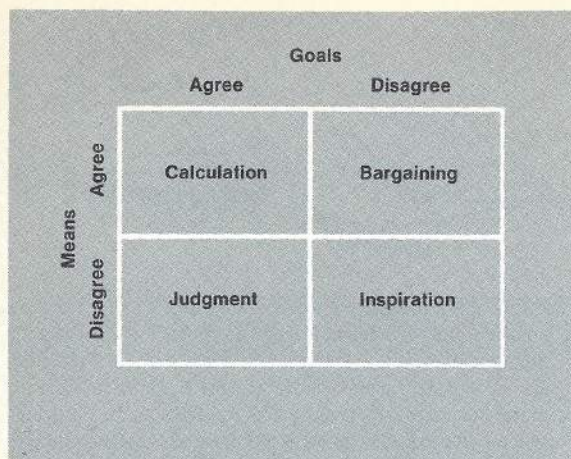 Goals
Agree Disagree
Means
Agree
Calculation Bargaining
Disagree
Judgment Inspiration